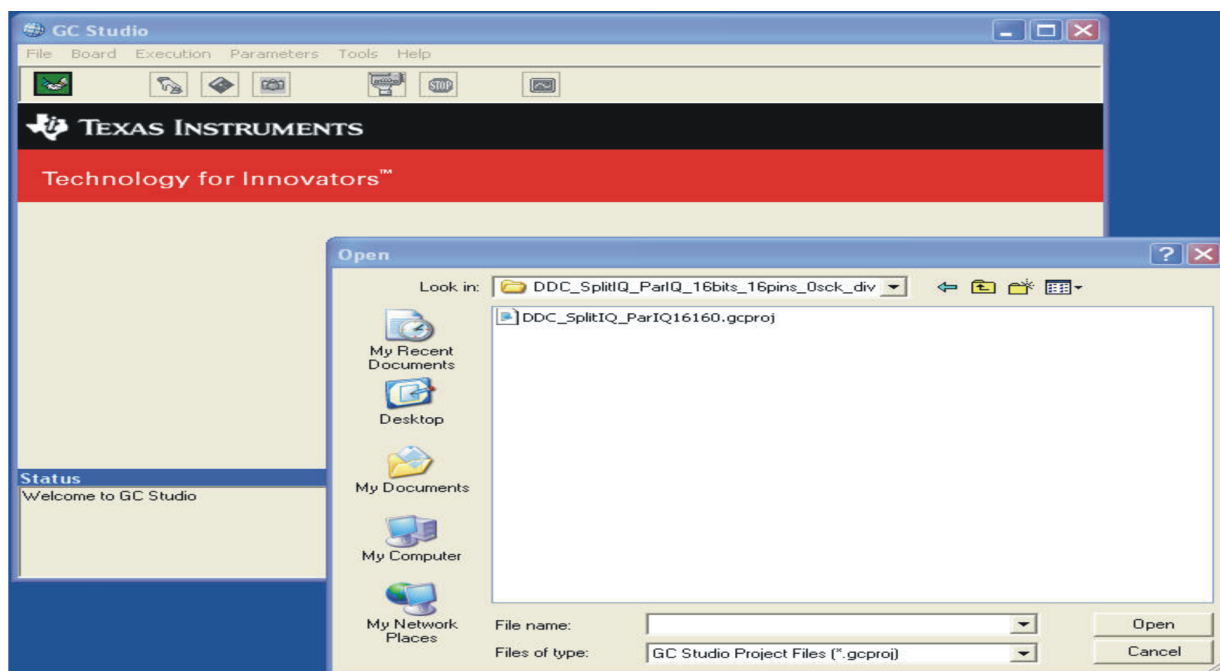 GC Studio
File Board Execution Parameters Tools Help
STOP
TEXAS INSTRUMENTS
Technology for Innovators™
Open
Look in: DDC_SplitIQ_ParIQ_16bits_16pins_0sck_div
DDC_SplitIQ_ParIQ16160.gcproj
My Recent
Documents
Desktop
My Documents
My Computer
My Network
Places
File name:
Open
Files of type: GC Studio Project Files (*.gcproj)
Cancel
Status
Welcome to GC Studio